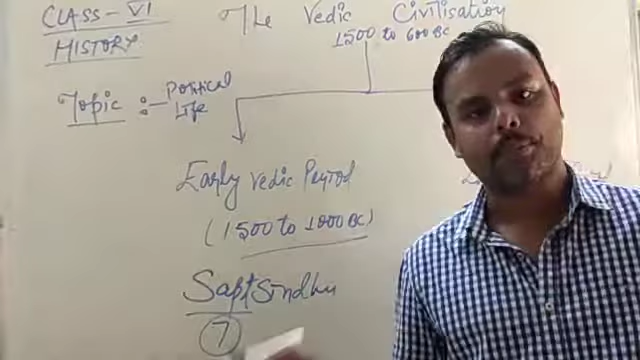 CLASS - VI
HISTORY
The Vedic Civilisation
1500 to 600 BC
Topic :- Political Life
Early Vedic Period
(1500 to 1000 BC)
SaptSindhu
7